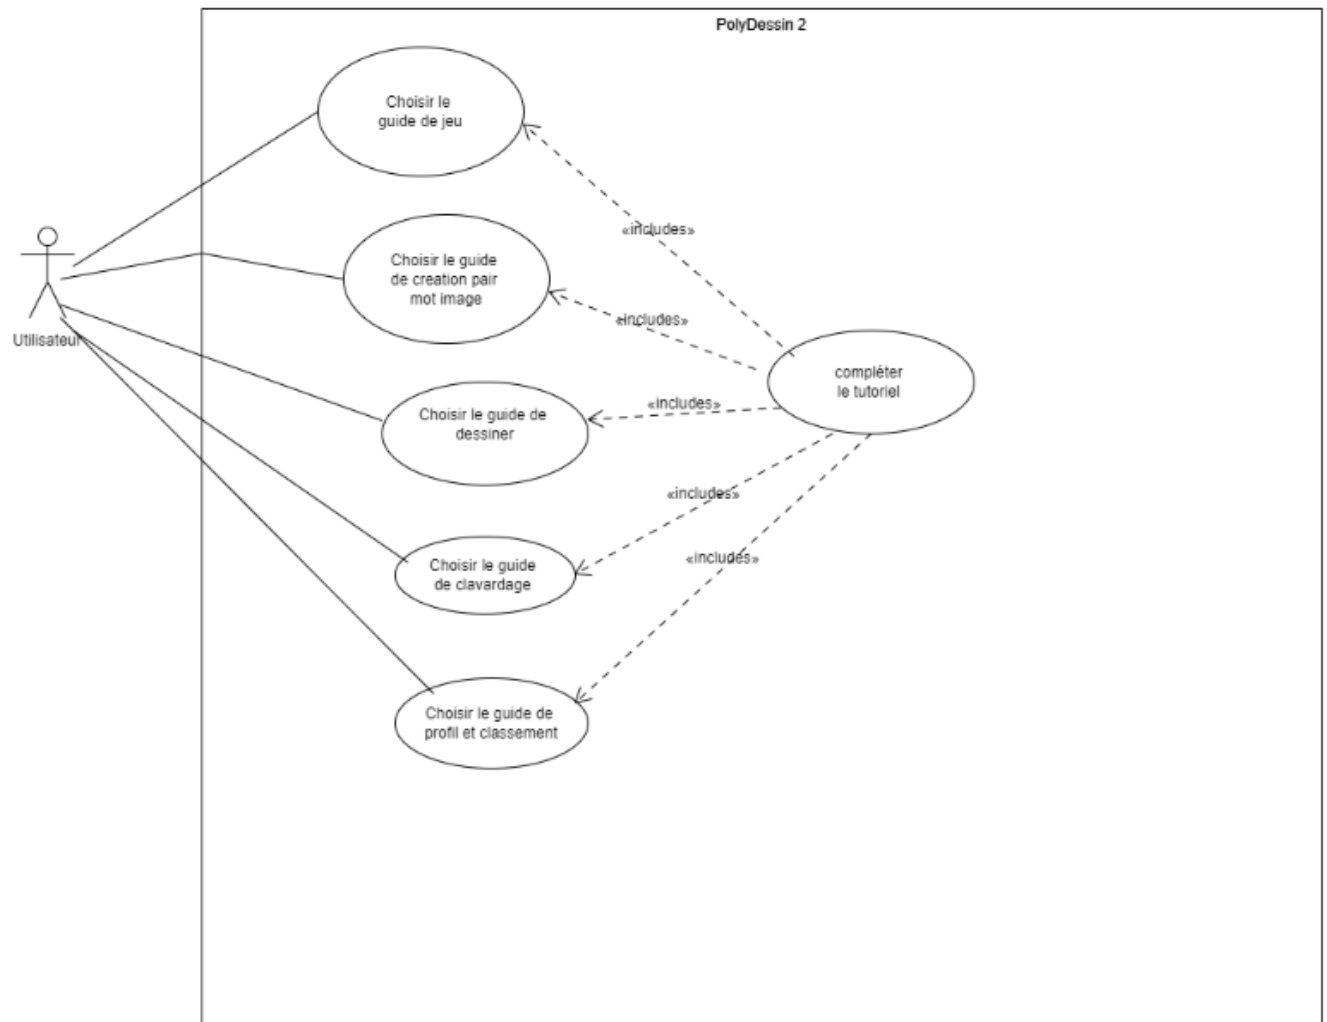 PolyDessin 2
Choisir le
guide de jeu
«includes»
Choisir le guide
de creation pair
mot image
«includes»
Utilisateur
compléter
le tutoriel
«includes»
Choisir le guide de
dessiner
«includes»
Choisir le guide
de clavardage
«includes»
Choisir le guide de
profil et classement